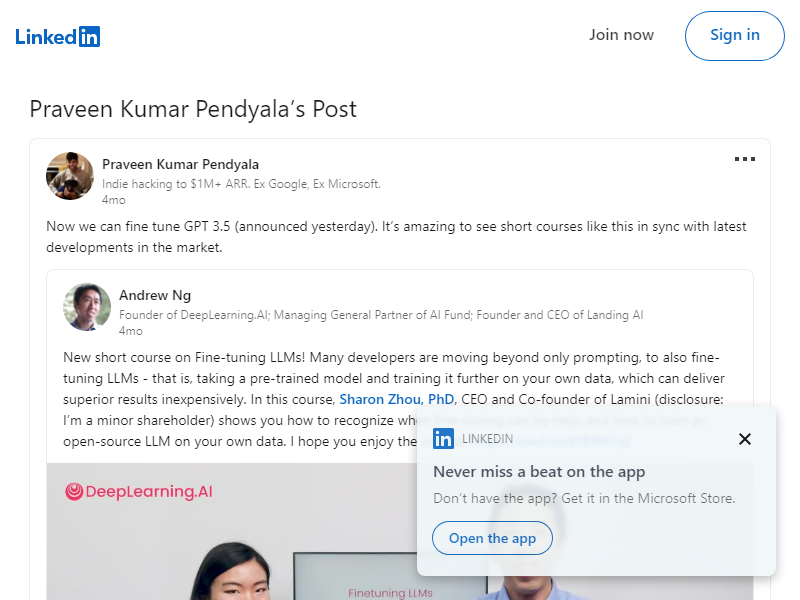 LinkedIn
Join now
Sign in
Praveen Kumar Pendyala’s Post
Praveen Kumar Pendyala
Indie hacking to $1M+ ARR. Ex Google, Ex Microsoft.
4mo
Now we can fine tune GPT 3.5 (announced yesterday). It’s amazing to see short courses like this in sync with latest
developments in the market.
Andrew Ng
Founder of DeepLearning.AI; Managing General Partner of AI Fund; Founder and CEO of Landing AI
4mo
New short course on Fine-tuning LLMs! Many developers are moving beyond only prompting, to also fine-
tuning LLMs - that is, taking a pre-trained model and training it further on your own data, which can deliver
superior results inexpensively. In this course, Sharon Zhou, PhD, CEO and Co-founder of Lamini (disclosure:
I’m a minor shareholder) shows you how to recognize
open-source LLM on your own data. I hope you enjoy the
LINKEDIN
Never miss a beat on the app
Don’t have the app? Get it in the Microsoft Store.
Open the app
DeepLearning.AI
Finetuning LLMs